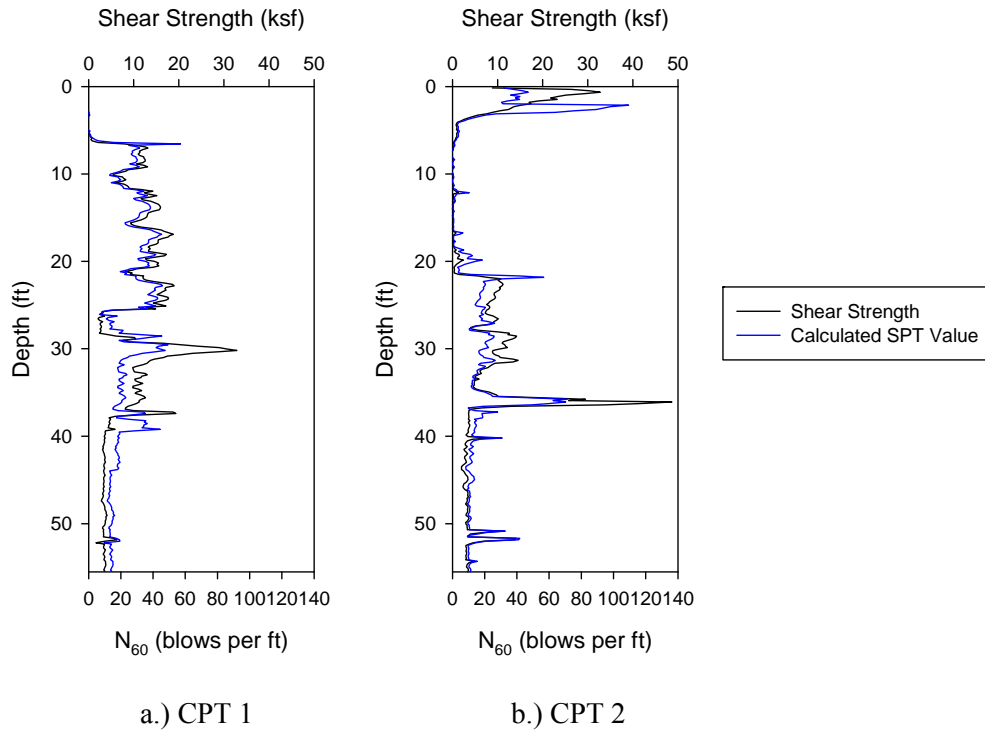 Shear Strength (ksf)
0 10 20 30 40 50
Depth (ft)
0
10
20
30
40
50
0 20 40 60 80 100 120 140
N60 (blows per ft)
a.) CPT 1
Shear Strength (ksf)
0 10 20 30 40 50
Depth (ft)
0
10
20
30
40
50
0 20 40 60 80 100 120 140
N60 (blows per ft)
b.) CPT 2
Shear Strength
Calculated SPT Value